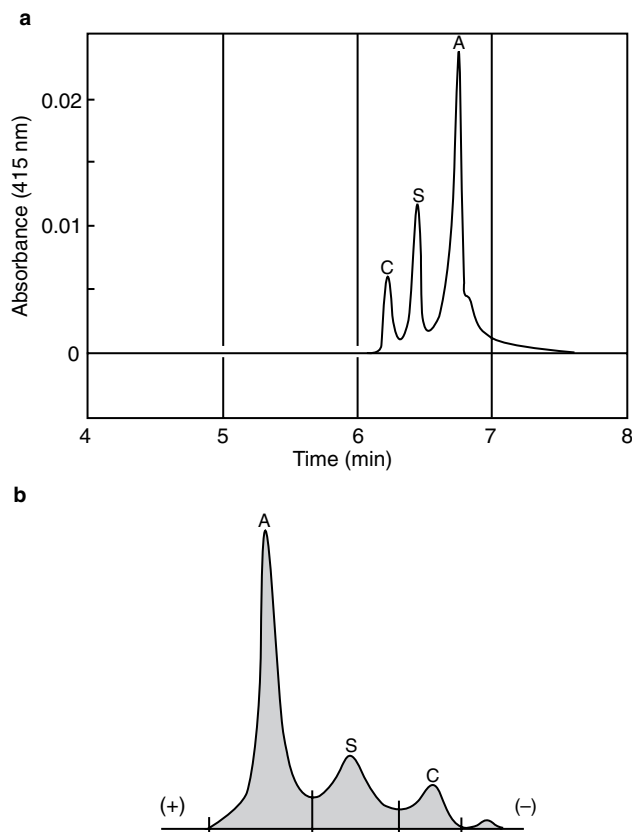 a
Absorbance (415 nm)
0.02
0.01
0
C
S
A
4 5 6 7 8
Time (min)
b
A
S
C
(+) (–)